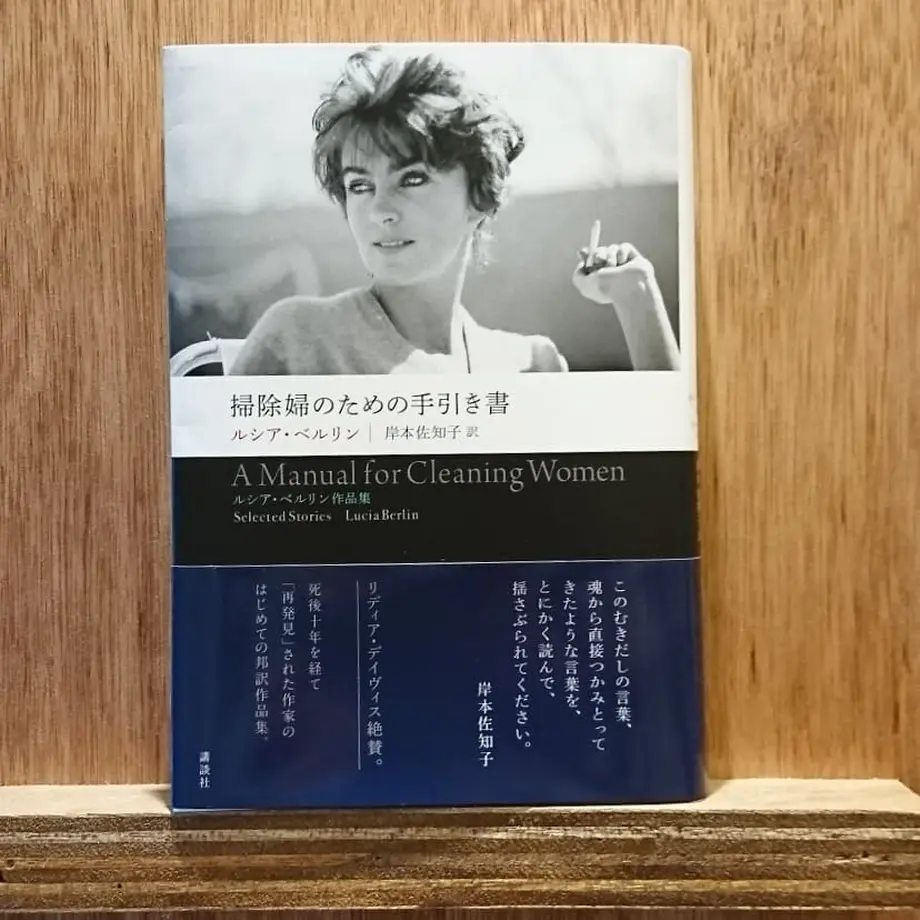 掃除婦のための手引き書
ルシア・ベルリン｜岸本佐知子 訳
A Manual for Cleaning Women
ルシア・ベルリン作品集
Selected Stories Lucia Berlin
このむきだしの言葉、
魂から直接つかみとって
きたような言葉を、
とにかく読んで、
揺さぶられてください。
岸本佐知子
リディア・デイヴィス絶賛。
死後十年を経て
「再発見」された作家の
はじめての邦訳作品集。
講談社